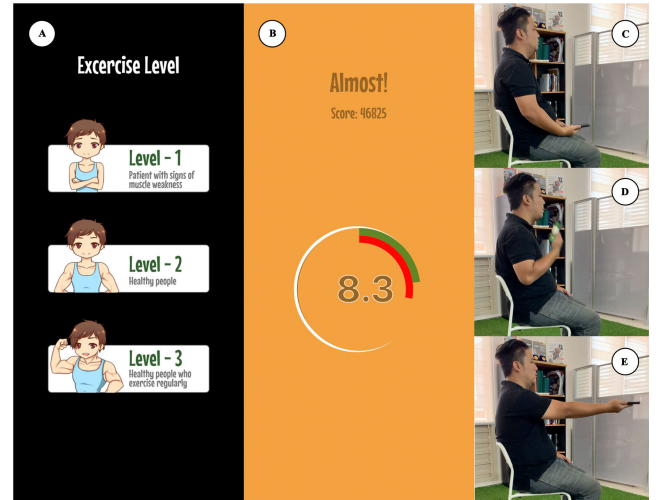 A
Excercise Level
Level - 1
Patient with signs of
muscle weakness
Level - 2
Healthy people
Level - 3
Healthy people who
exercise regularly
B
Almost!
Score: 46825
8.3
C
D
E